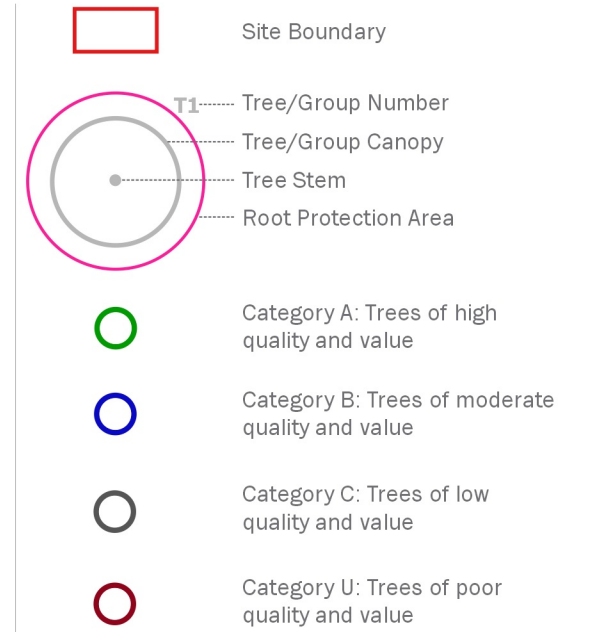 Site Boundary
T1
Tree/Group Number
Tree/Group Canopy
Tree Stem
Root Protection Area
Category A: Trees of high
quality and value
Category B: Trees of moderate
quality and value
Category C: Trees of low
quality and value
Category U: Trees of poor
quality and value